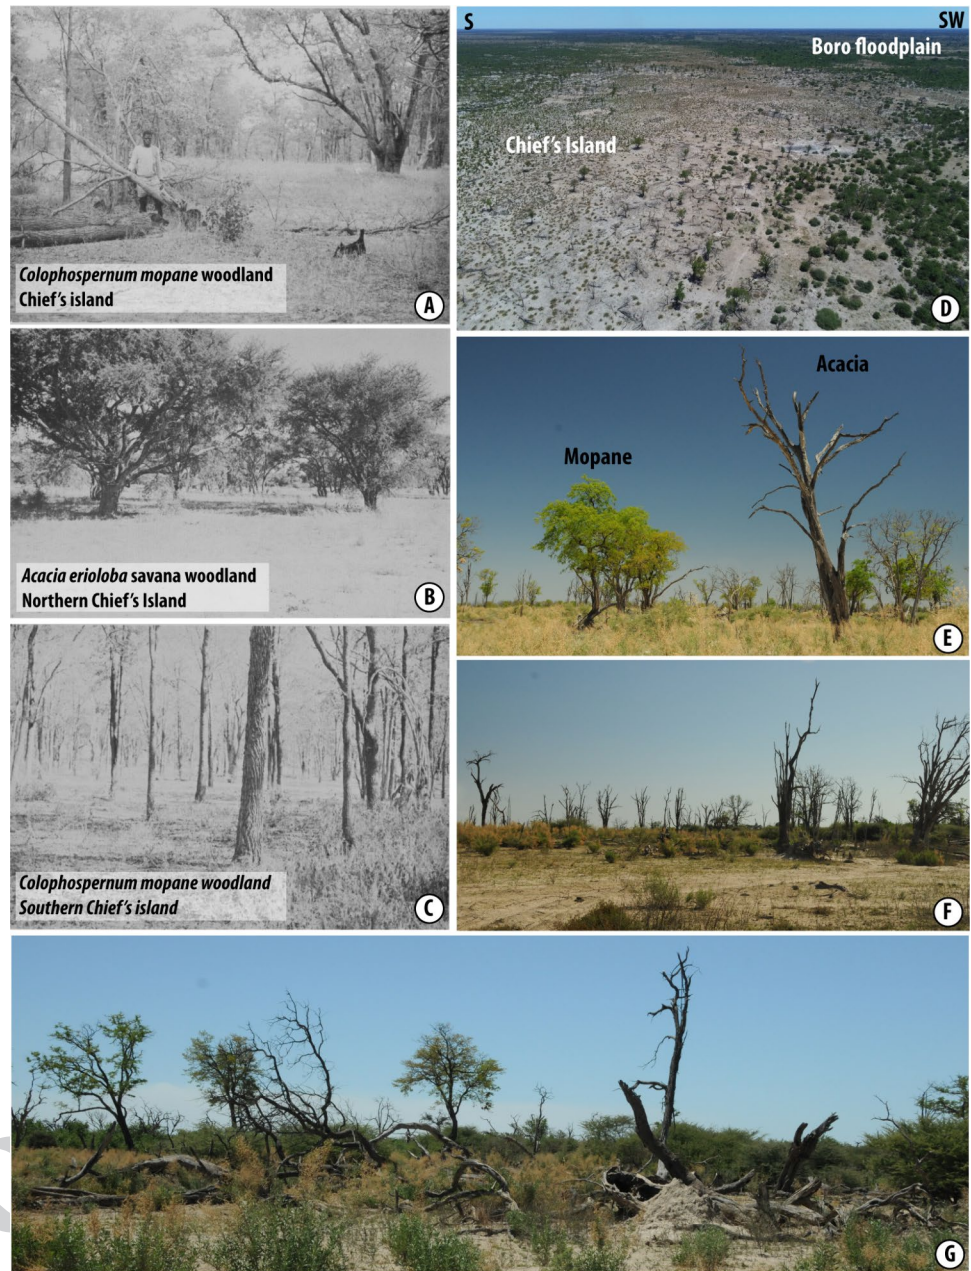 Colophospernum mopane woodland
Chief's island
A
Acacia erioloba savana woodland
Northern Chief's Island
B
Colophospernum mopane woodland
Southern Chief's island
C
S
SW
Boro floodplain
Chief's Island
D
Mopane
Acacia
E
F
G